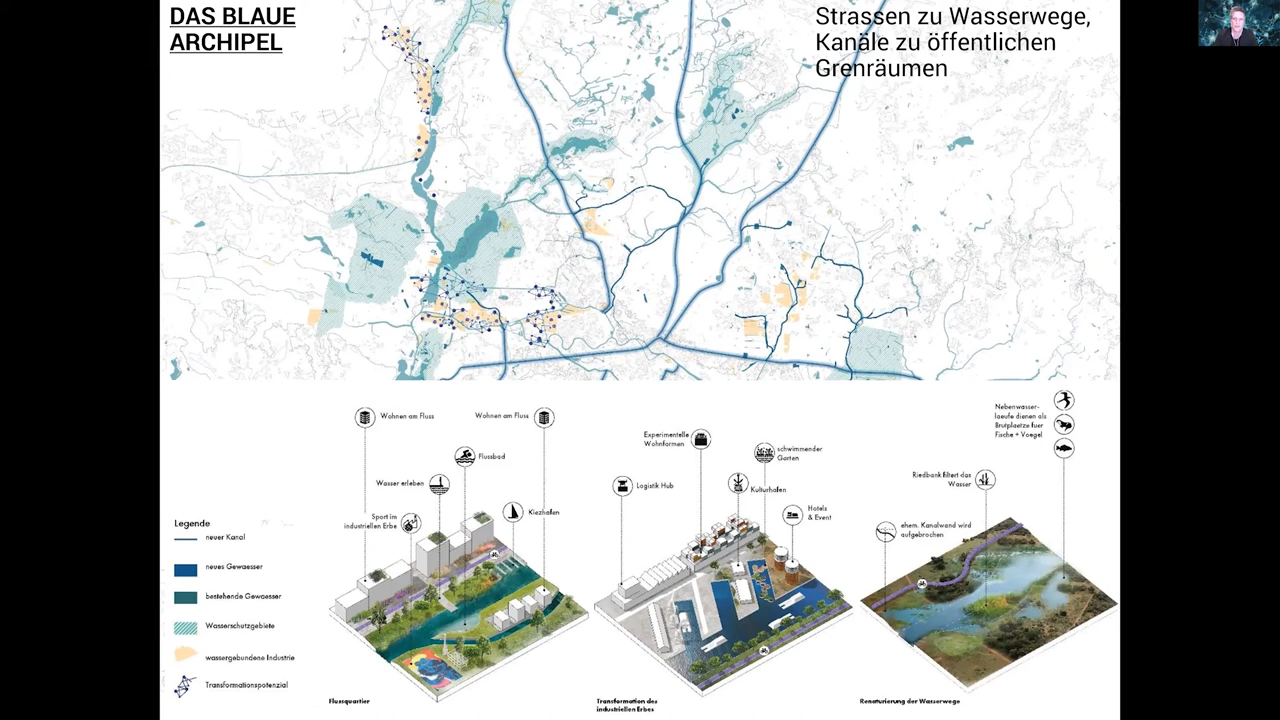 DAS BLAUE
ARCHIPEL
Strassen zu Wasserwege,
Kanäle zu öffentlichen
Grenräumen
Wohnen am Fluss
Wohnen am Fluss
Flussbad
Wasser erleben
Sport im
industriellen Erbe
Kiezhafen
Experimentelle
Wohnformen
schwimmender
Garten
Logistik Hub
Kulturhafen
Hotels
& Event
Nebenwasser-
laeufe dienen als
Brutplaetze fuer
Fische + Voegel
Riedbank filtert das
Wasser
ehem. Kanalwand wird
aufgebrochen
Legende
neuer Kanal
neues Gewaesser
bestehende Gewaesser
Wasserschutzgebiete
wassergebundene Industrie
Transformationspotenzial
Flussquartier
Transformation des
industriellen Erbes
Renaturierung der Wasserwege